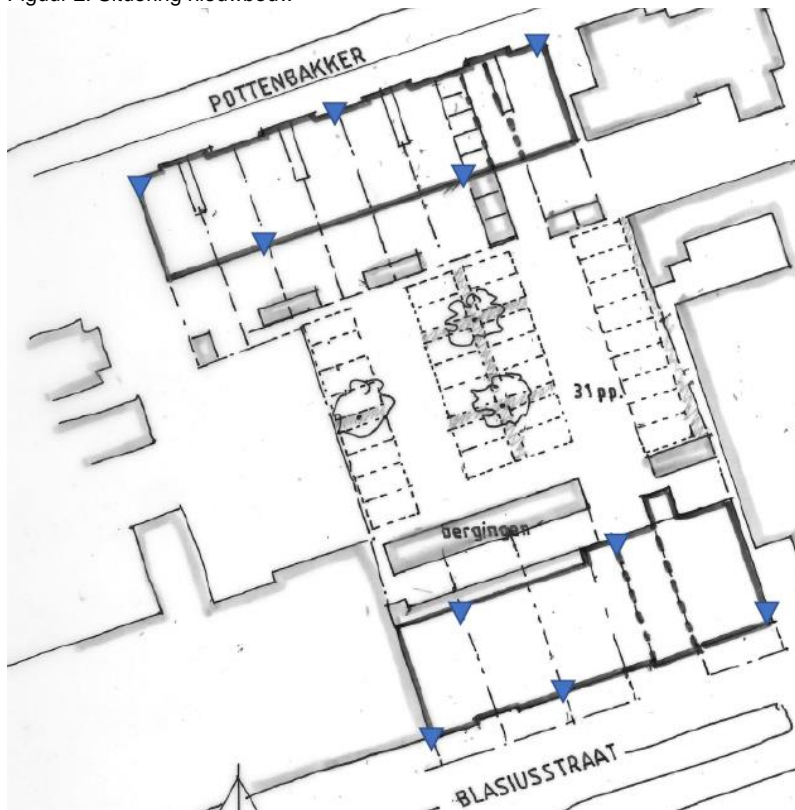 Figuur 2: Situering nieuwbouw
POTTENBAKKER
31 pp.
bergingen
BLASIUSSTRAAT